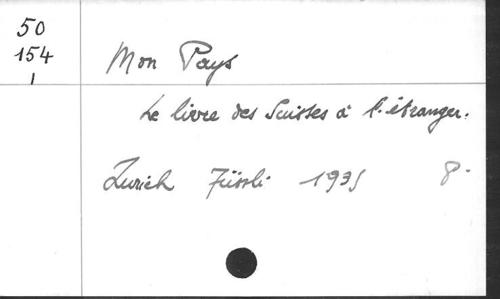 50
154
1
Mon Pays
Le livre des Suisses à l'étranger.
Zurich Füssli 1935 8.